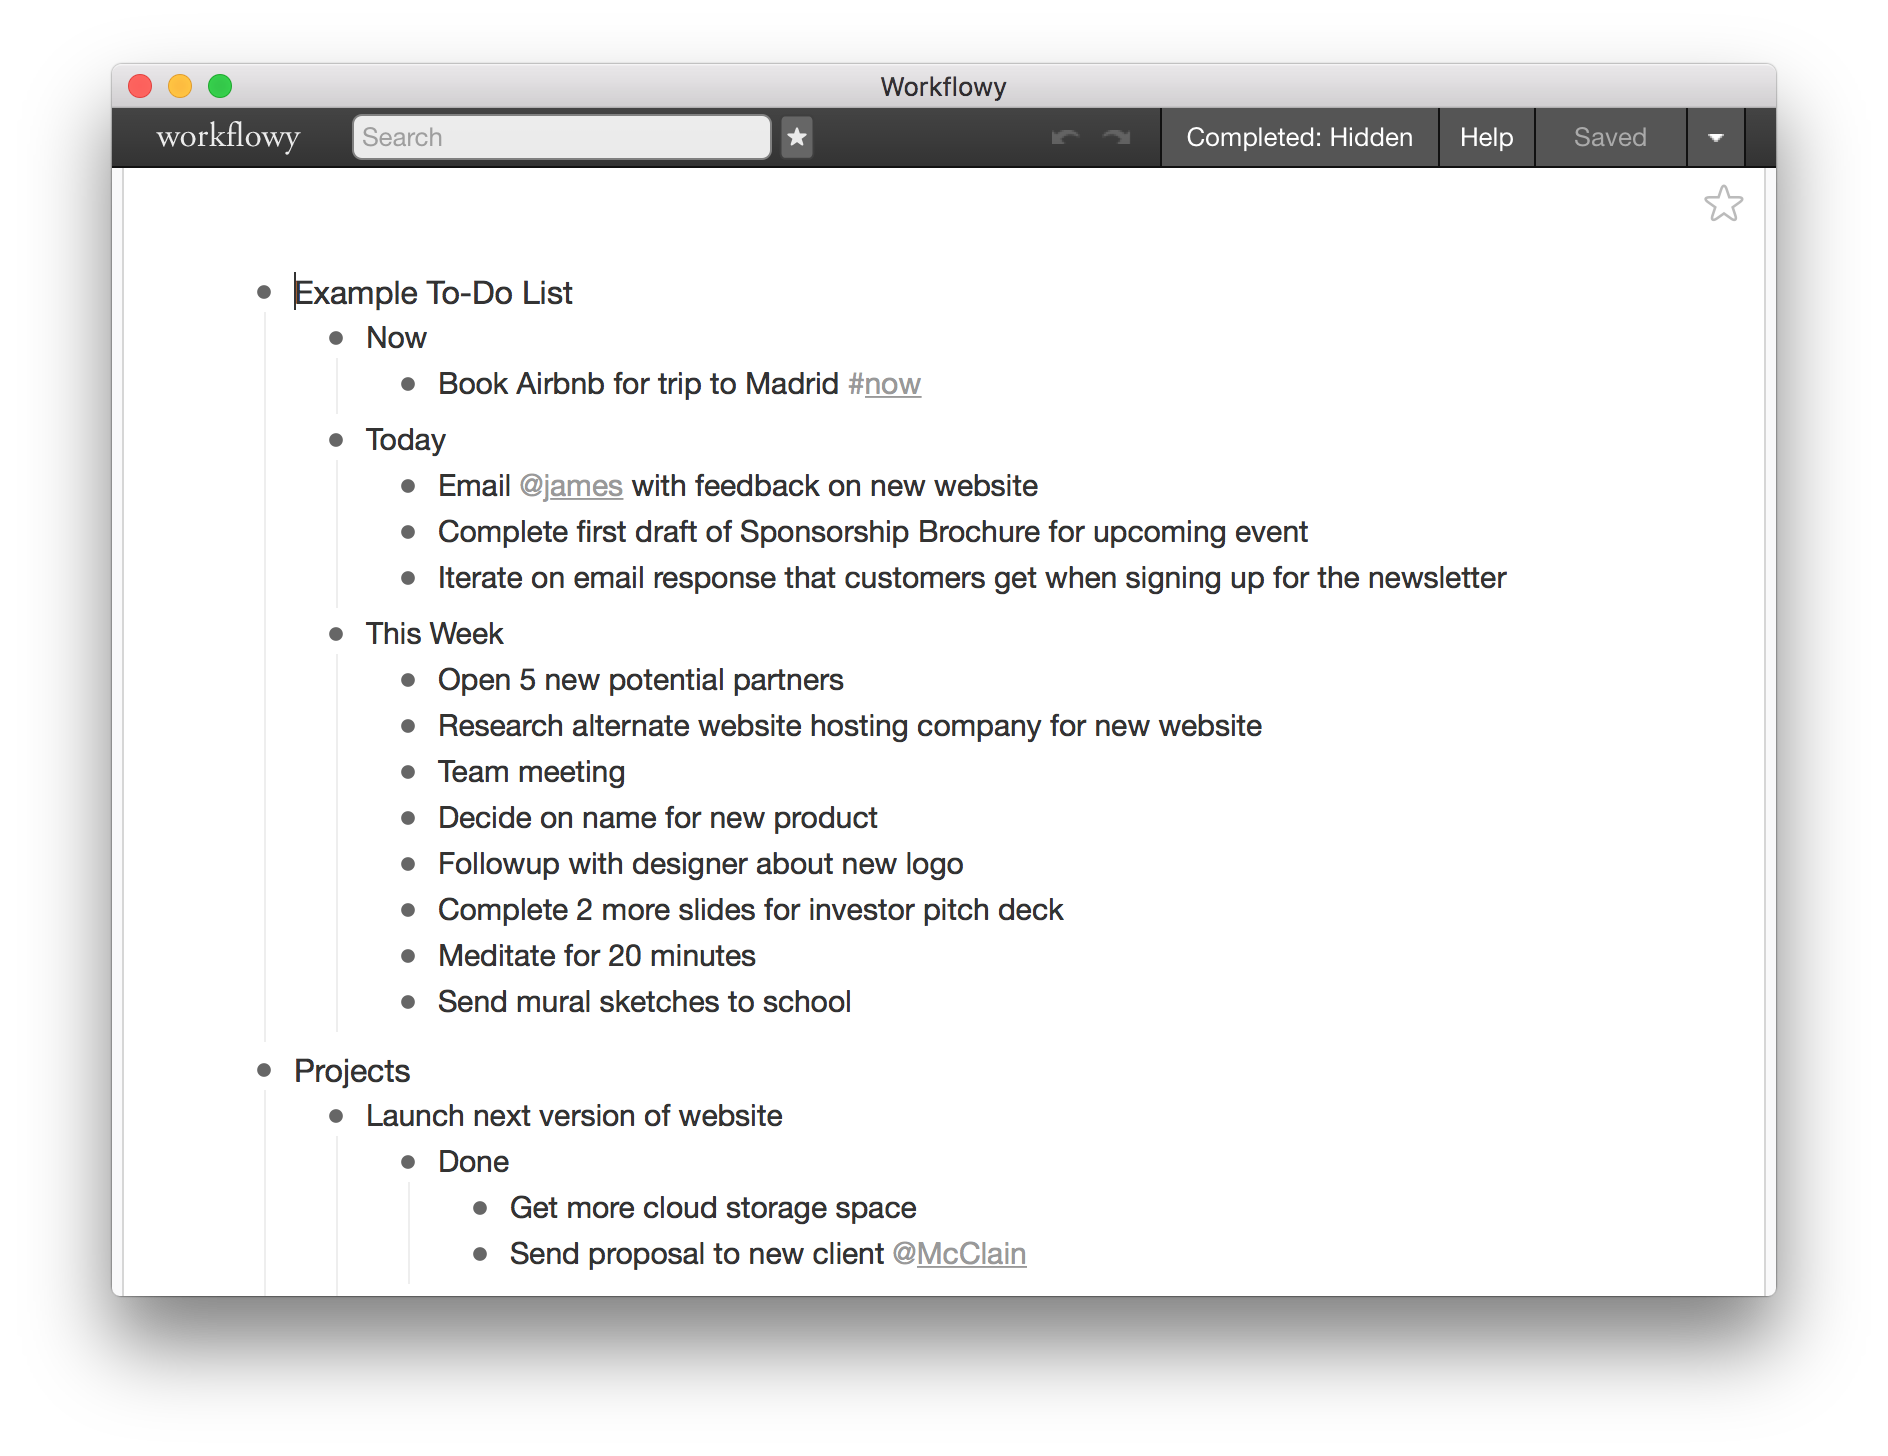 Workflowy
workflowy Search Completed: Hidden Help Saved
Example To-Do List
Now
Book Airbnb for trip to Madrid #now
Today
Email @james with feedback on new website
Complete first draft of Sponsorship Brochure for upcoming event
Iterate on email response that customers get when signing up for the newsletter
This Week
Open 5 new potential partners
Research alternate website hosting company for new website
Team meeting
Decide on name for new product
Followup with designer about new logo
Complete 2 more slides for investor pitch deck
Meditate for 20 minutes
Send mural sketches to school
Projects
Launch next version of website
Done
Get more cloud storage space
Send proposal to new client @McClain